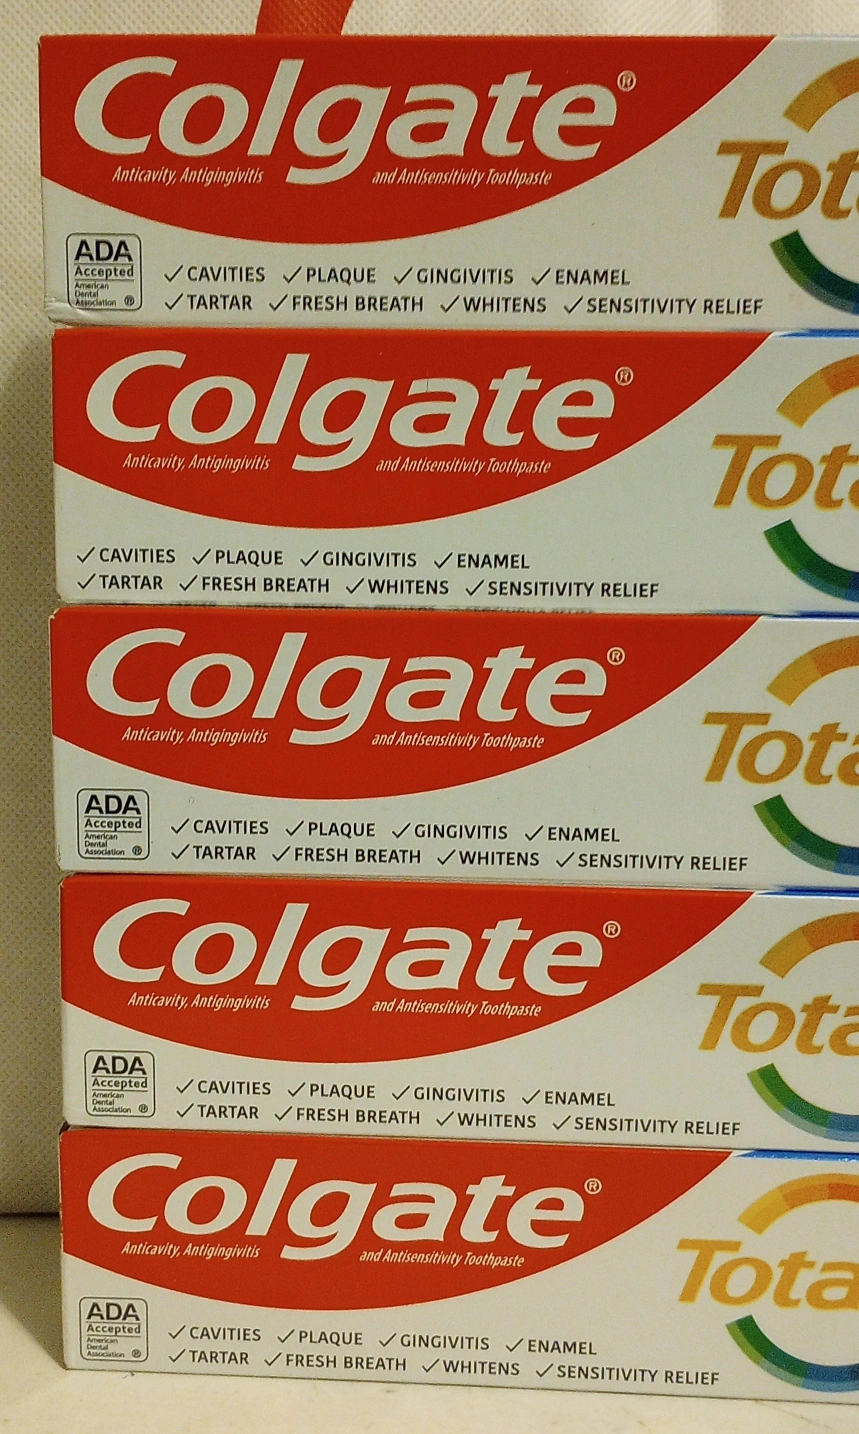 Colgate®
Anticavity, Antigingivitis and Antisensitivity Toothpaste
Tot
ADA
Accepted
American
Dental
Association ®
✓ CAVITIES ✓ PLAQUE ✓ GINGIVITIS ✓ ENAMEL
✓ TARTAR ✓ FRESH BREATH ✓ WHITENS ✓ SENSITIVITY RELIEF
Colgate®
Anticavity, Antigingivitis and Antisensitivity Toothpaste
Tota
✓ CAVITIES ✓ PLAQUE ✓ GINGIVITIS ✓ ENAMEL
✓ TARTAR ✓ FRESH BREATH ✓ WHITENS ✓ SENSITIVITY RELIEF
Colgate®
Anticavity, Antigingivitis and Antisensitivity Toothpaste
Tota
ADA
Accepted
American
Dental
Association ®
✓ CAVITIES ✓ PLAQUE ✓ GINGIVITIS ✓ ENAMEL
✓ TARTAR ✓ FRESH BREATH ✓ WHITENS ✓ SENSITIVITY RELIEF
Colgate®
Anticavity, Antigingivitis and Antisensitivity Toothpaste
Tota
ADA
Accepted
American
Dental
Association ®
✓ CAVITIES ✓ PLAQUE ✓ GINGIVITIS ✓ ENAMEL
✓ TARTAR ✓ FRESH BREATH ✓ WHITENS ✓ SENSITIVITY RELIEF
Colgate®
Anticavity, Antigingivitis and Antisensitivity Toothpaste
Tota
ADA
Accepted
American
Dental
Association ®
✓ CAVITIES ✓ PLAQUE ✓ GINGIVITIS ✓ ENAMEL
✓ TARTAR ✓ FRESH BREATH ✓ WHITENS ✓ SENSITIVITY RELIEF